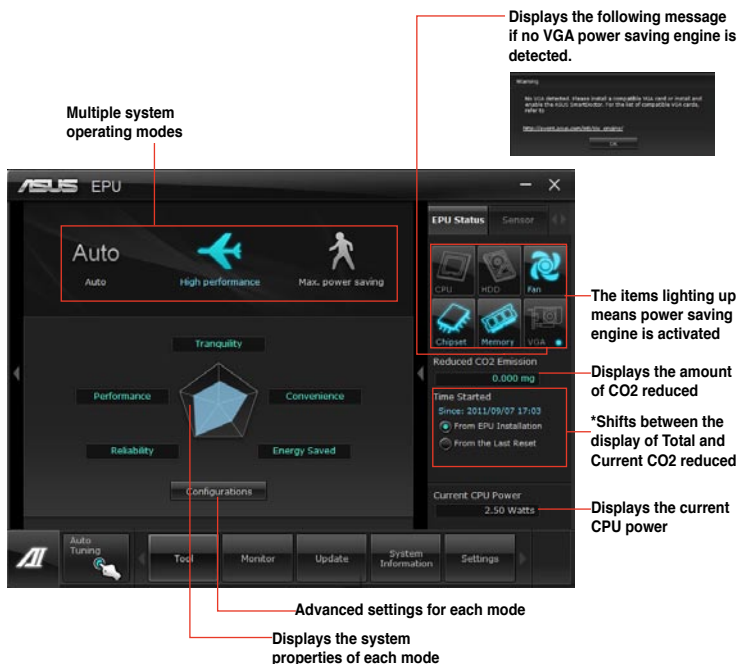 Displays the following message
if no VGA power saving engine is
detected.
Warning
No VGA detected. Please install a compatible VGA card or install and
enable the ASUS SmartDoctor. For the list of compatible VGA cards,
refer to
OK
Multiple system
operating modes
ASUS EPU
EPU Status
Sensor
Auto
Auto
High performance
Max. power saving
CPU
HDD
Fan
Chipset
Memory
VGA
The items lighting up
means power saving
engine is activated
Tranquility
Performance
Convenience
Reliability
Energy Saved
Configurations
Reduced CO2 Emission
0.000 mg
Displays the amount
of CO2 reduced
Time Started
Since: 2011/09/07 17:03
From EPU Installation
From the Last Reset
*Shifts between the
display of Total and
Current CO2 reduced
Current CPU Power
2.50 Watts
Displays the current
CPU power
AI
Auto
Tuning
Tool
Monitor
Update
System
Information
Settings
Advanced settings for each mode
Displays the system
properties of each mode